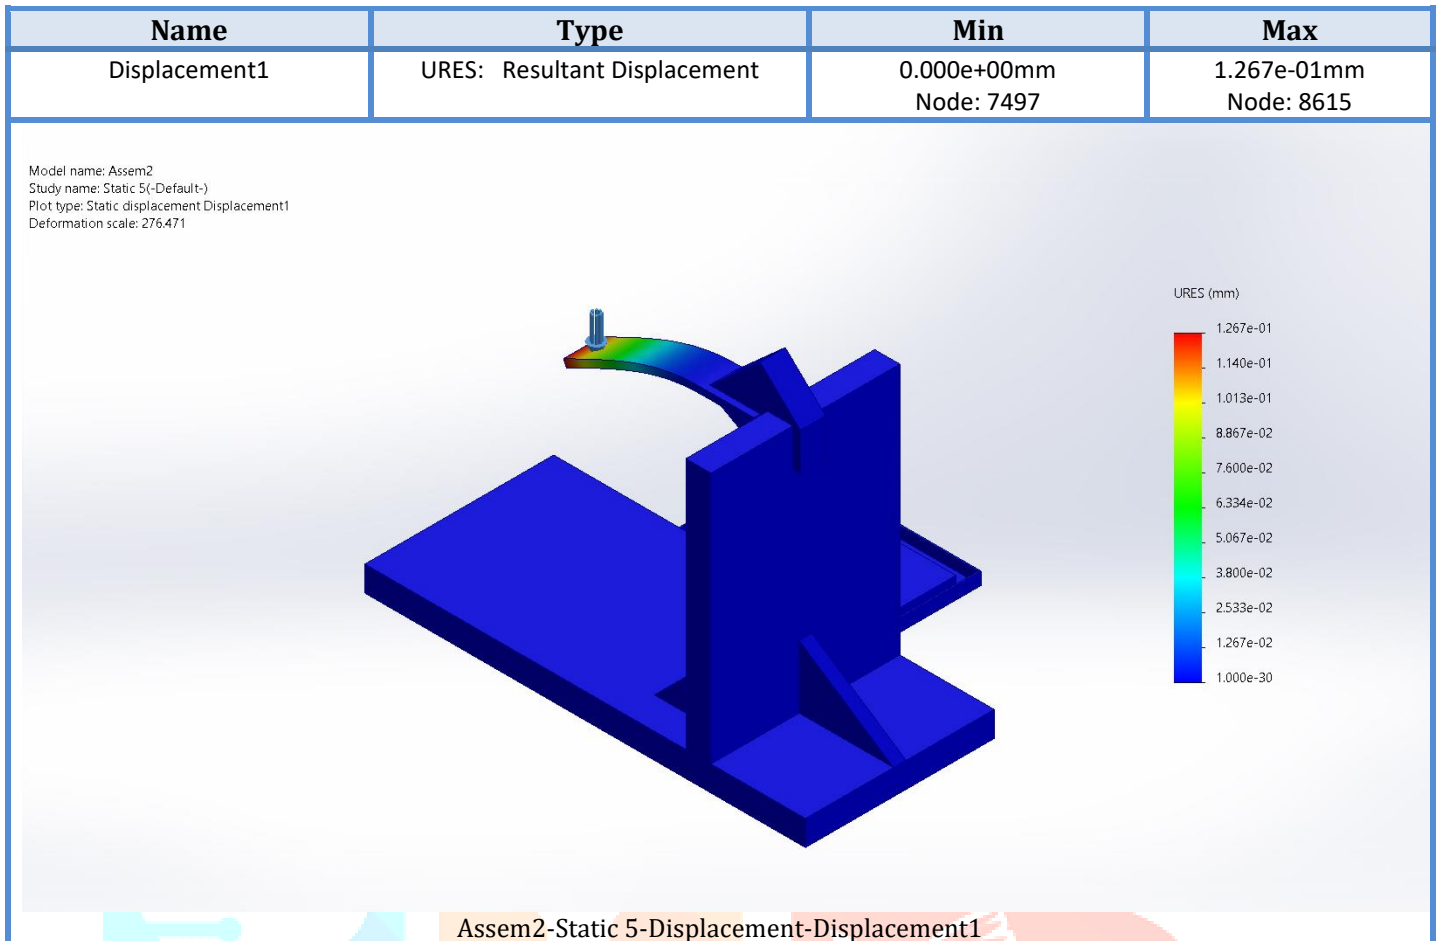 Name Type Min Max
Displacement1 URES: Resultant Displacement 0.000e+00mm 1.267e-01mm
Node: 7497 Node: 8615
Model name: Assem2
Study name: Static 5(-Default-)
Plot type: Static displacement Displacement1
Deformation scale: 276.471
URES (mm)
1.267e-01
1.140e-01
1.013e-01
8.867e-02
7.600e-02
6.334e-02
5.067e-02
3.800e-02
2.533e-02
1.267e-02
1.000e-30
Assem2-Static 5-Displacement-Displacement1